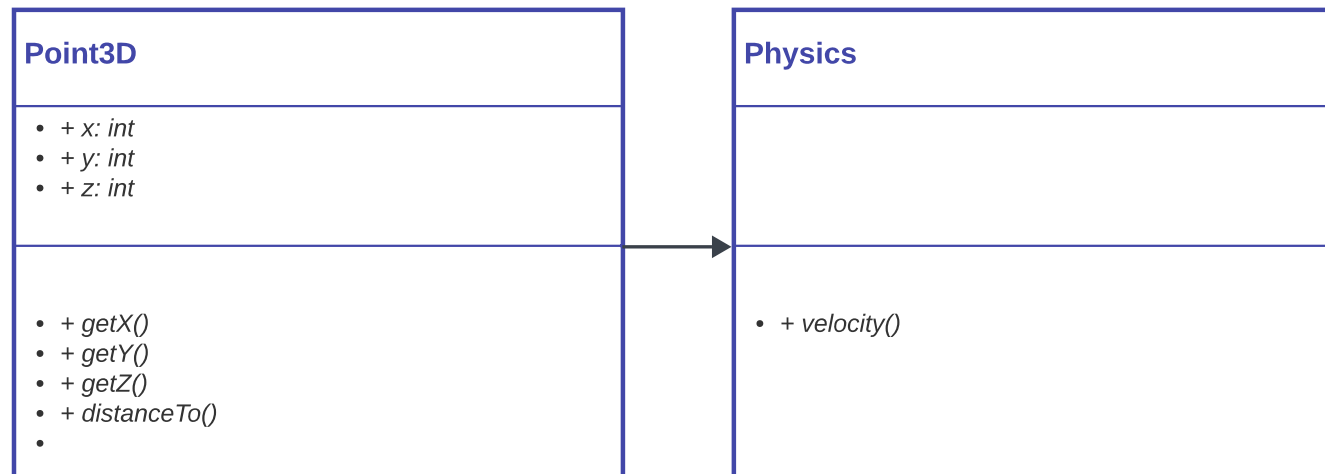 Point3D
+ x: int
+ y: int
+ z: int
+ getX()
+ getY()
+ getZ()
+ distanceTo()
Physics
+ velocity()